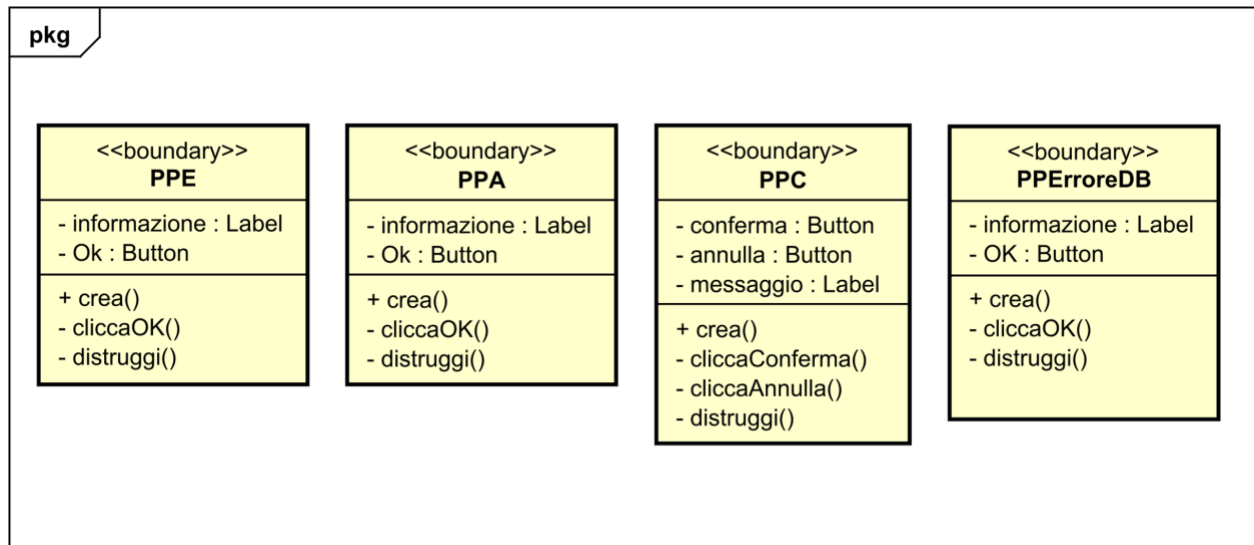 pkg
<<boundary>>
PPE
- informazione : Label
- Ok : Button
+ crea()
- cliccaOK()
- distruggi()
<<boundary>>
PPA
- informazione : Label
- Ok : Button
+ crea()
- cliccaOK()
- distruggi()
<<boundary>>
PPC
- conferma : Button
- annulla : Button
- messaggio : Label
+ crea()
- cliccaConferma()
- cliccaAnnulla()
- distruggi()
<<boundary>>
PPErroreDB
- informazione : Label
- OK : Button
+ crea()
- cliccaOK()
- distruggi()